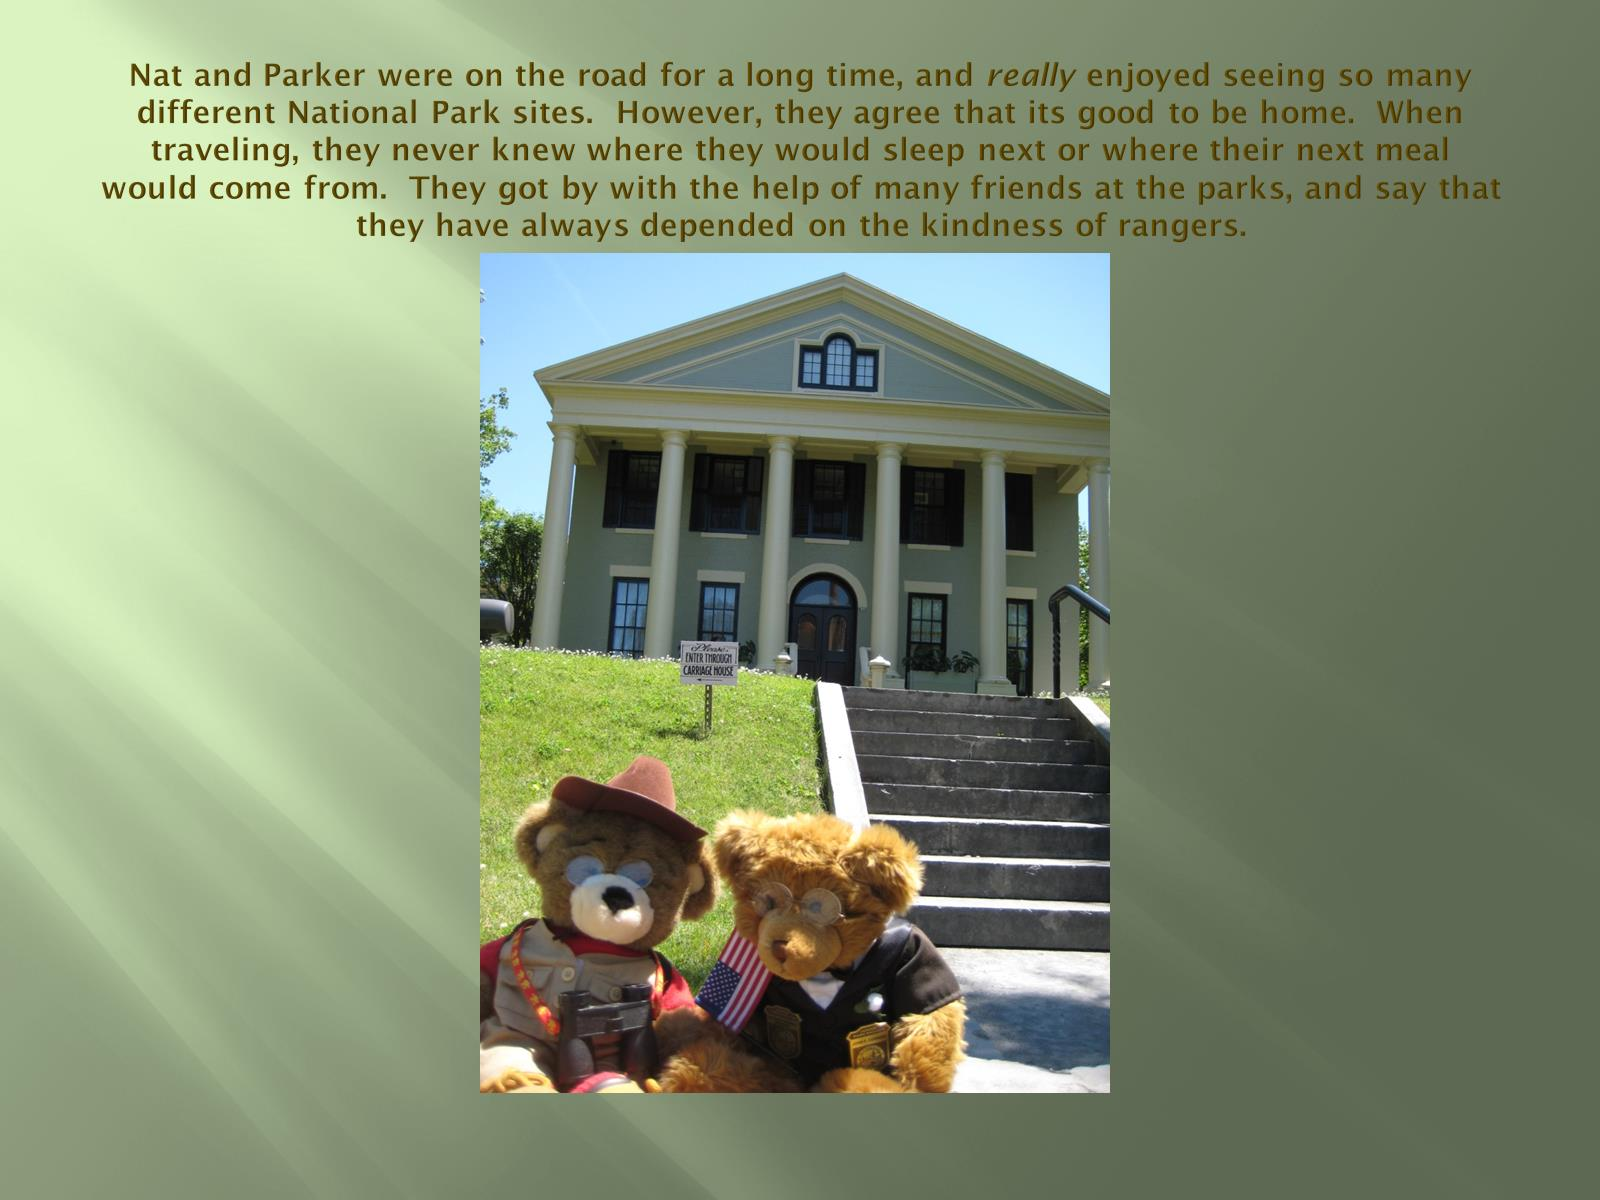 Nat and Parker were on the road for a long time, and really enjoyed seeing so many
different National Park sites.  However, they agree that its good to be home.  When
traveling, they never knew where they would sleep next or where their next meal
would come from.  They got by with the help of many friends at the parks, and say that
they have always depended on the kindness of rangers.
Please
ENTER THROUGH
CARRIAGE HOUSE